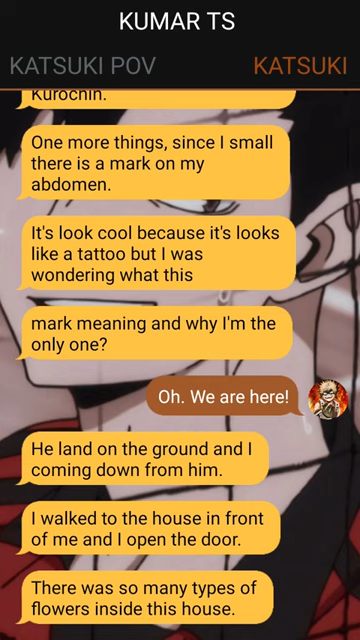 KUMAR TS
KATSUKI POV
KATSUKI
Kurochin.
One more things, since I small
there is a mark on my
abdomen.
It's look cool because it's looks
like a tattoo but I was
wondering what this
mark meaning and why I'm the
only one?
Oh. We are here!
He land on the ground and I
coming down from him.
I walked to the house in front
of me and I open the door.
There was so many types of
flowers inside this house.